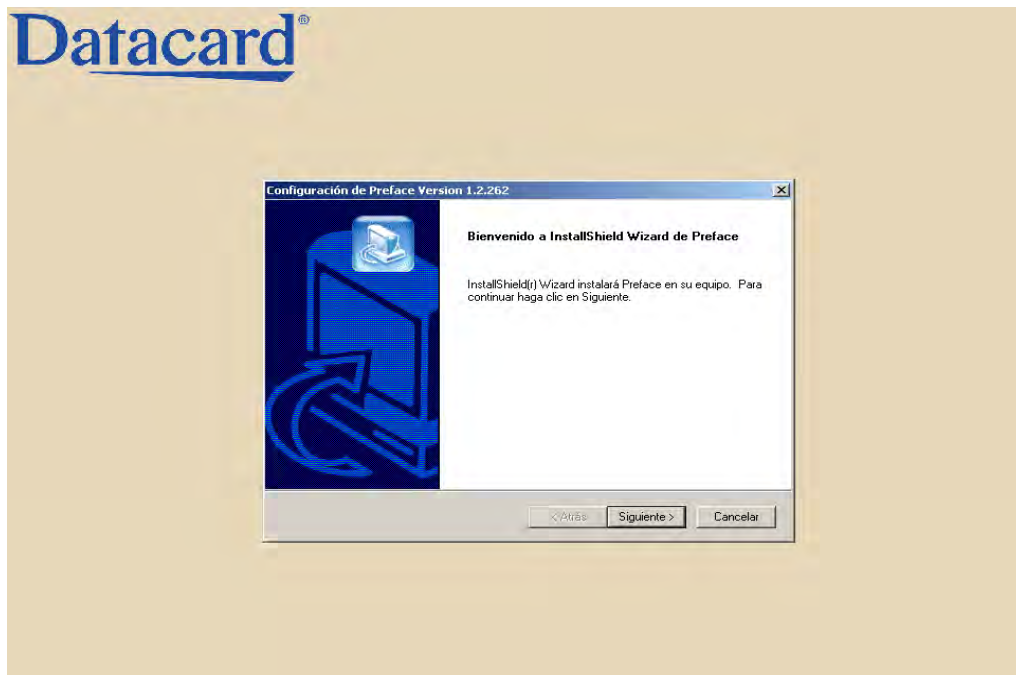 Datacard®
Configuración de Preface Version 1.2.262
Bienvenido a InstallShield Wizard de Preface
InstallShield(r) Wizard instalará Preface en su equipo. Para
continuar haga clic en Siguiente.
< Atrás
Siguiente >
Cancelar